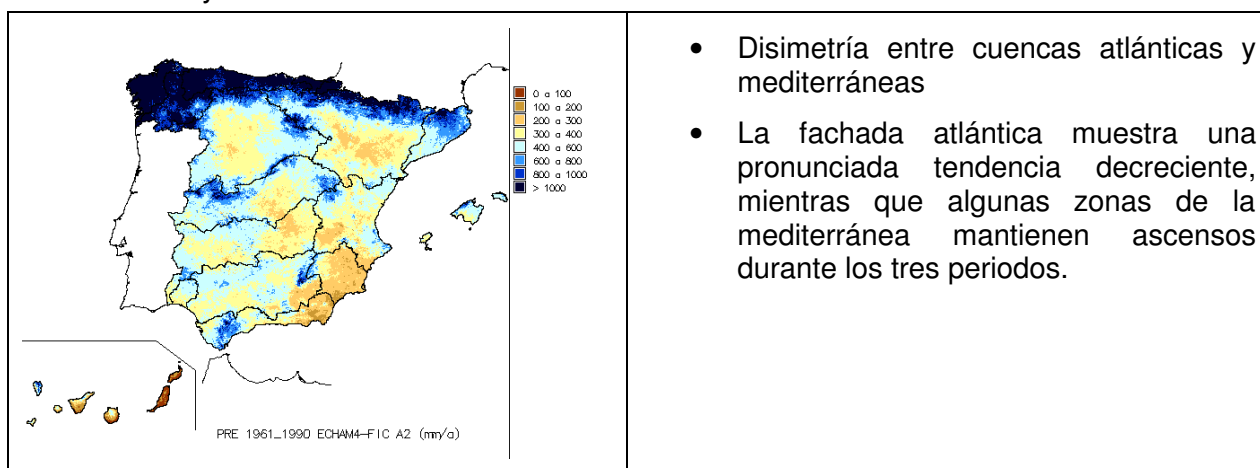 0 a 100
100 a 200
200 a 300
300 a 400
400 a 600
600 a 800
800 a 1000
> 1000
PRE 1961_1990 ECHAM4-FIC A2 (mm/a)
• Disimetría entre cuencas atlánticas y
mediterráneas
• La fachada atlántica muestra una
pronunciada tendencia decreciente,
mientras que algunas zonas de la
mediterránea mantienen ascensos
durante los tres periodos.